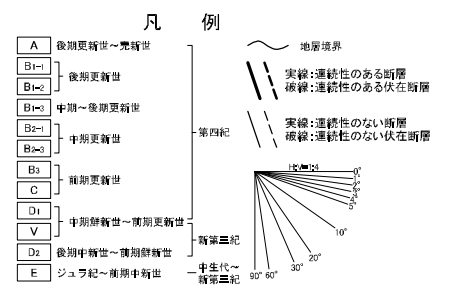 凡 例
A 後期更新世～完新世
B1-1
B1-2
後期更新世
B1-3 中期～後期更新世
B2-1
B2-3
中期更新世
B3
C
前期更新世
D1
V
中期鮮新世～前期更新世
D2 後期中新世～前期鮮新世
E ジュラ紀～前期中新世
第四紀
新第三紀
中生代～
新第三紀
地層境界
実線:連続性のある断層
破線:連続性のある伏在断層
実線:連続性のない断層
破線:連続性のない伏在断層
H:V=1:4
0°
1°
2°
3°
4°
5°
10°
20°
30°
60°
90°